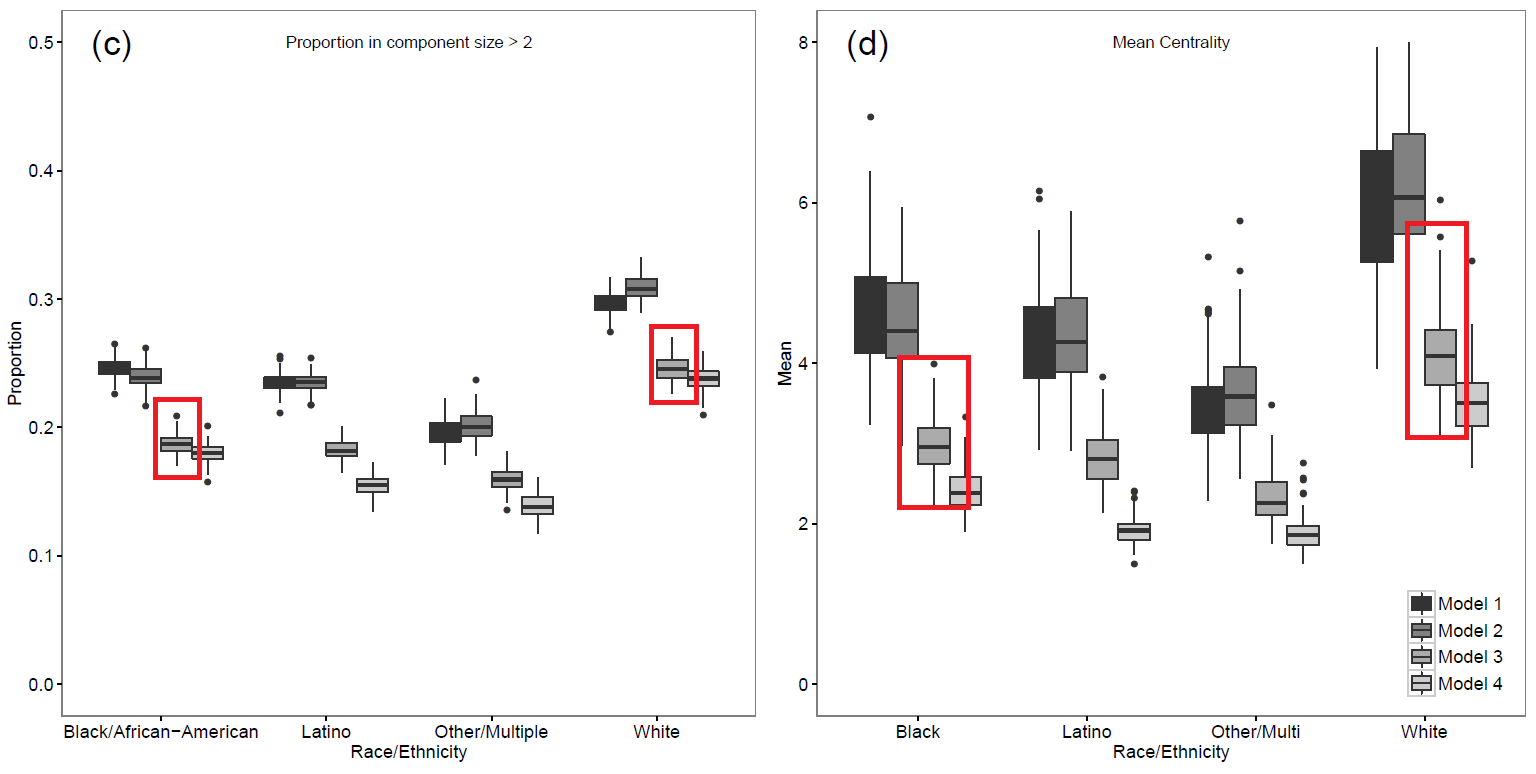 (c)
Proportion in component size > 2
0.5
0.4
0.3
0.2
0.1
0.0
Proportion
Black/African−American
Latino
Other/Multiple
White
Race/Ethnicity
(d)
Mean Centrality
8
6
4
2
0
Mean
Model 1
Model 2
Model 3
Model 4
Black
Latino
Other/Multi
White
Race/Ethnicity